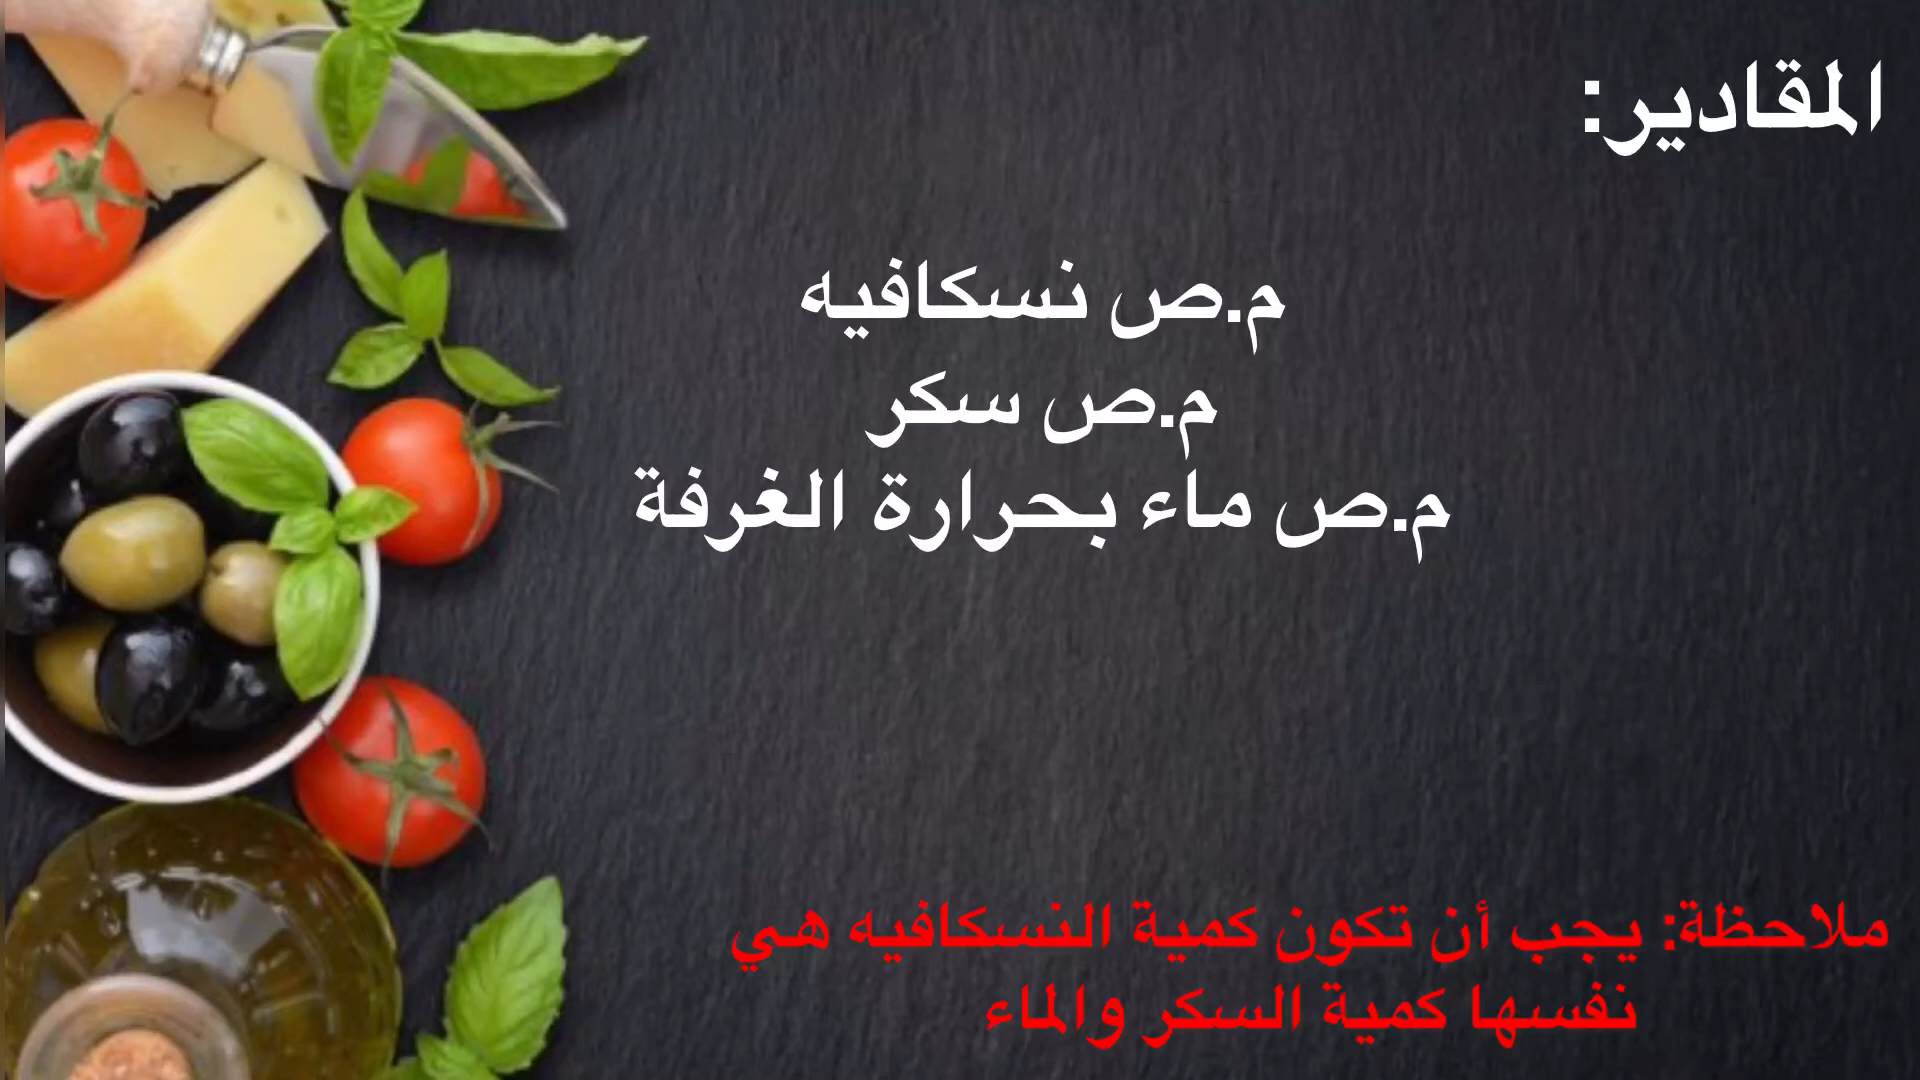 المقادير:
م.ص نسكافيه
م.ص سكر
م.ص ماء بحرارة الغرفة
ملاحظة: يجب أن تكون كمية النسكافيه هي
نفسها كمية السكر والماء